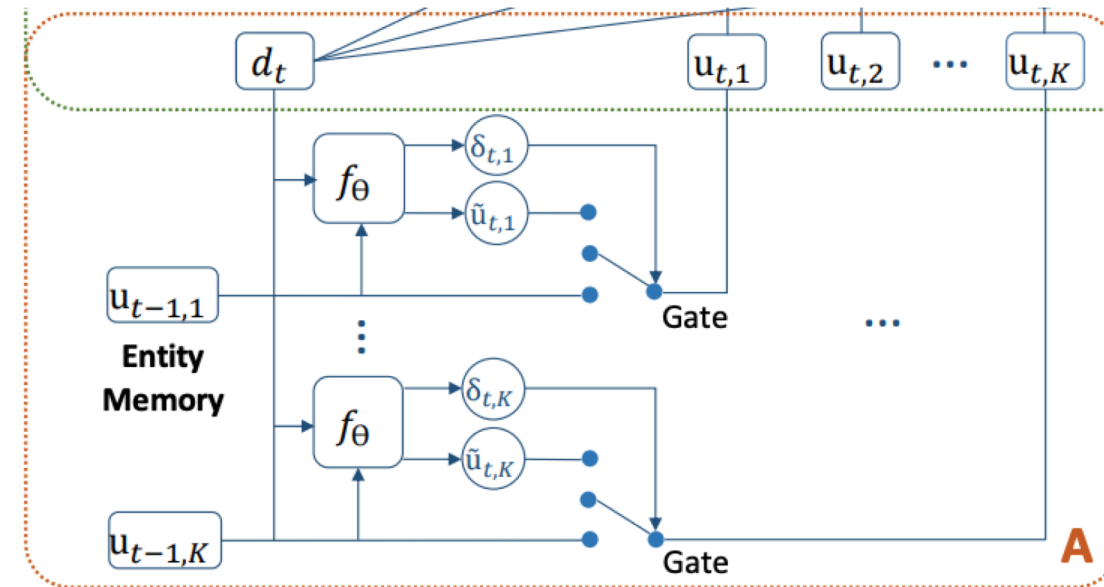 d_t
u_{t,1}
u_{t,2}
...
u_{t,K}
f_θ
δ_{t,1}
ũ_{t,1}
u_{t−1,1}
Gate
Entity
Memory
⋮
...
f_θ
δ_{t,K}
ũ_{t,K}
u_{t−1,K}
Gate
A